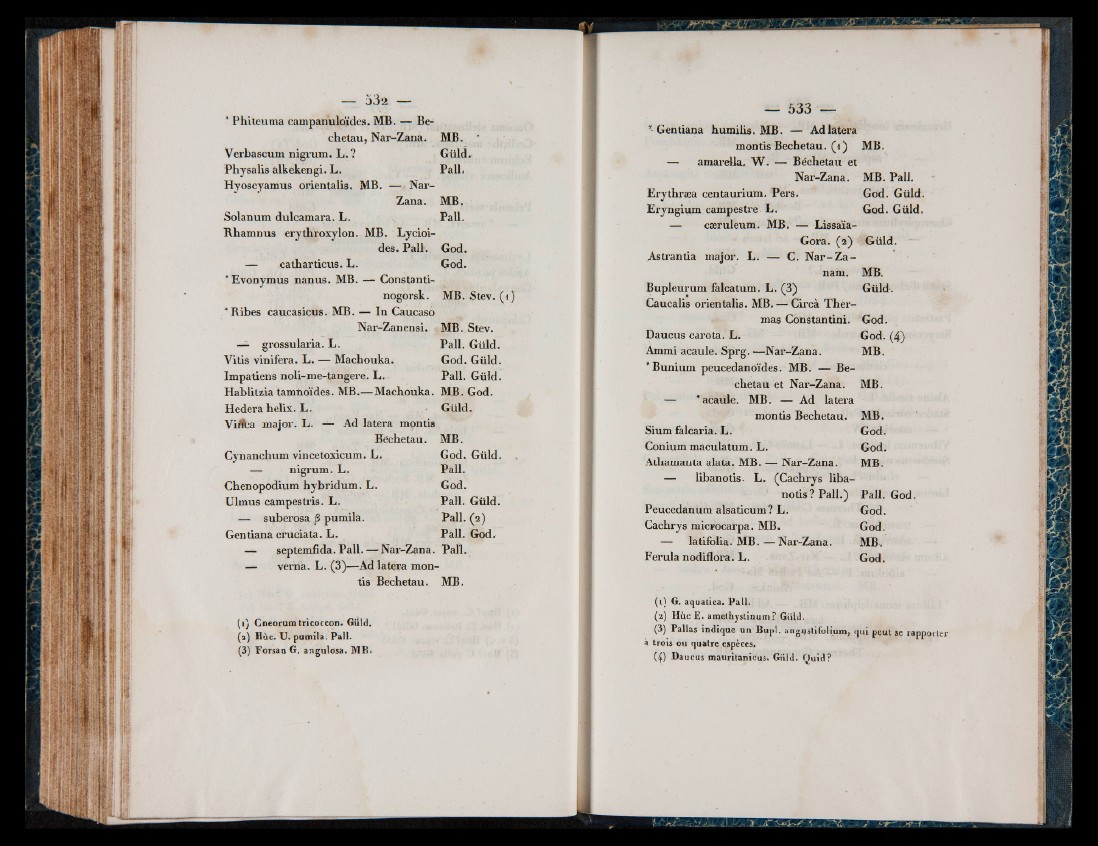 — 532 —
* Phiteuma campanuloïdes. MB. — Be-
chetau, Nar-Zana. MB.
Verbascum nigrum. L.? Güld.
Physalis alkekengi. L. Pall.
Hyoscyamus orientalis. MB. — Nar-
Zana. MB.
Solanum dulcamara. L. Pall.
Rhamnus erythroxylon. MB. Lycioi-
des. Pall. God.
— catharticus. L. God.
* Evonymus nanus. MB. — Constanti-
nogorsk. MB. Stev. (1)
* Ribes caucasicus. MB. — In Caucaso
Nar-Zanensi. MB. Stev.
— grossularia. L. Pall. Güld.
Vitis vinifera. L. — Machouka. God. Güld.
Impatiens noli-me-tangere. L. Pall. Güld.
Hablitzia tamnoïdes. MB.—Machouka. MB. God.
Hedera helix. L. Güld.
Vinca major. L. — Ad latera montis
Bechetau. MB.
Cynanchum vincetoxicum. L. God. Güld.
— nigrum. L. Pall.
Chenopodium hybridum. L. God.
Ulmus campestris. L. Pall. Güld.
— suberosa β pumila. Pall. (2)
Gentiana cruciata. L. Pall. God.
— septemfida. Pall. — Nar-Zana. Pall.
— verna. L. (3)—Ad latera mon-
tis Bechetau. MB.
(1) Cneorum tricoccon. Güld.
(2) Hùc. U. pumila. Pall.
(3) Forsan G. angulosa. MB.
— 533 —
* Gentiana humilis. MB. — Ad latera
montis Bechetau. (1) MB.
— amarella. W. — Béchetau et
Nar-Zana. MB. Pall.
Erythræa centaurium. Pers. God. Güld.
Eryngium campestre L. God. Güld.
— cæruleum. MB. — Lissaïa-
Gora. (2) Güld.
Astrantia major. L. — C. Nar-Za-
nam. MB.
Bupleurum falcatum. L. (3) Güld.
Caucalis orientalis. MB. — Circà Ther-
mas Constantini. God.
Daucus carota. L. God. (4)
Ammi acaule. Sprg. —Nar-Zana. MB.
* Bunium peucedanoïdes. MB. — Be-
chetau et Nar-Zana. MB.
— * acaule. MB. — Ad latera
montis Bechetau. MB.
Sium falcaria. L. God.
Conium maculatum. L. God.
Athamanta alata. MB. — Nar-Zana. MB.
— libanotis. L. (Cachrys liba-
notis? Pall.) Pall. God.
Peucedanum alsaticum? L. God.
Cachrys microcarpa. MB. God.
— latifolia. MB. — Nar-Zana. MB.
Ferula nodiflora. L. God.
(1) G. aquatica. Pall.
(2) Hùc E. amethystinum? Güld.
(3) Pallas indique un Bupl. angustifolium, qui peut se rapporter
à trois ou quatre espèces.
(4) Daucus mauritanicus. Güld. Quid?